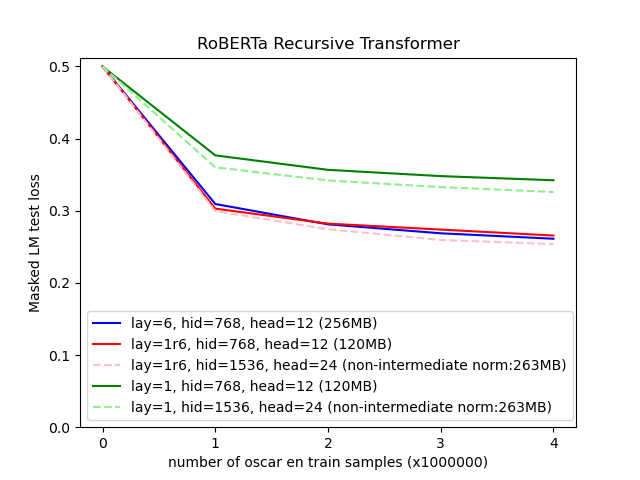 RoBERTa Recursive Transformer
0.5
0.4
0.3
0.2
0.1
0.0
Masked LM test loss
lay=6, hid=768, head=12 (256MB)
lay=1r6, hid=768, head=12 (120MB)
lay=1r6, hid=1536, head=24 (non-intermediate norm:263MB)
lay=1, hid=768, head=12 (120MB)
lay=1, hid=1536, head=24 (non-intermediate norm:263MB)
0 1 2 3 4
number of oscar en train samples (x1000000)